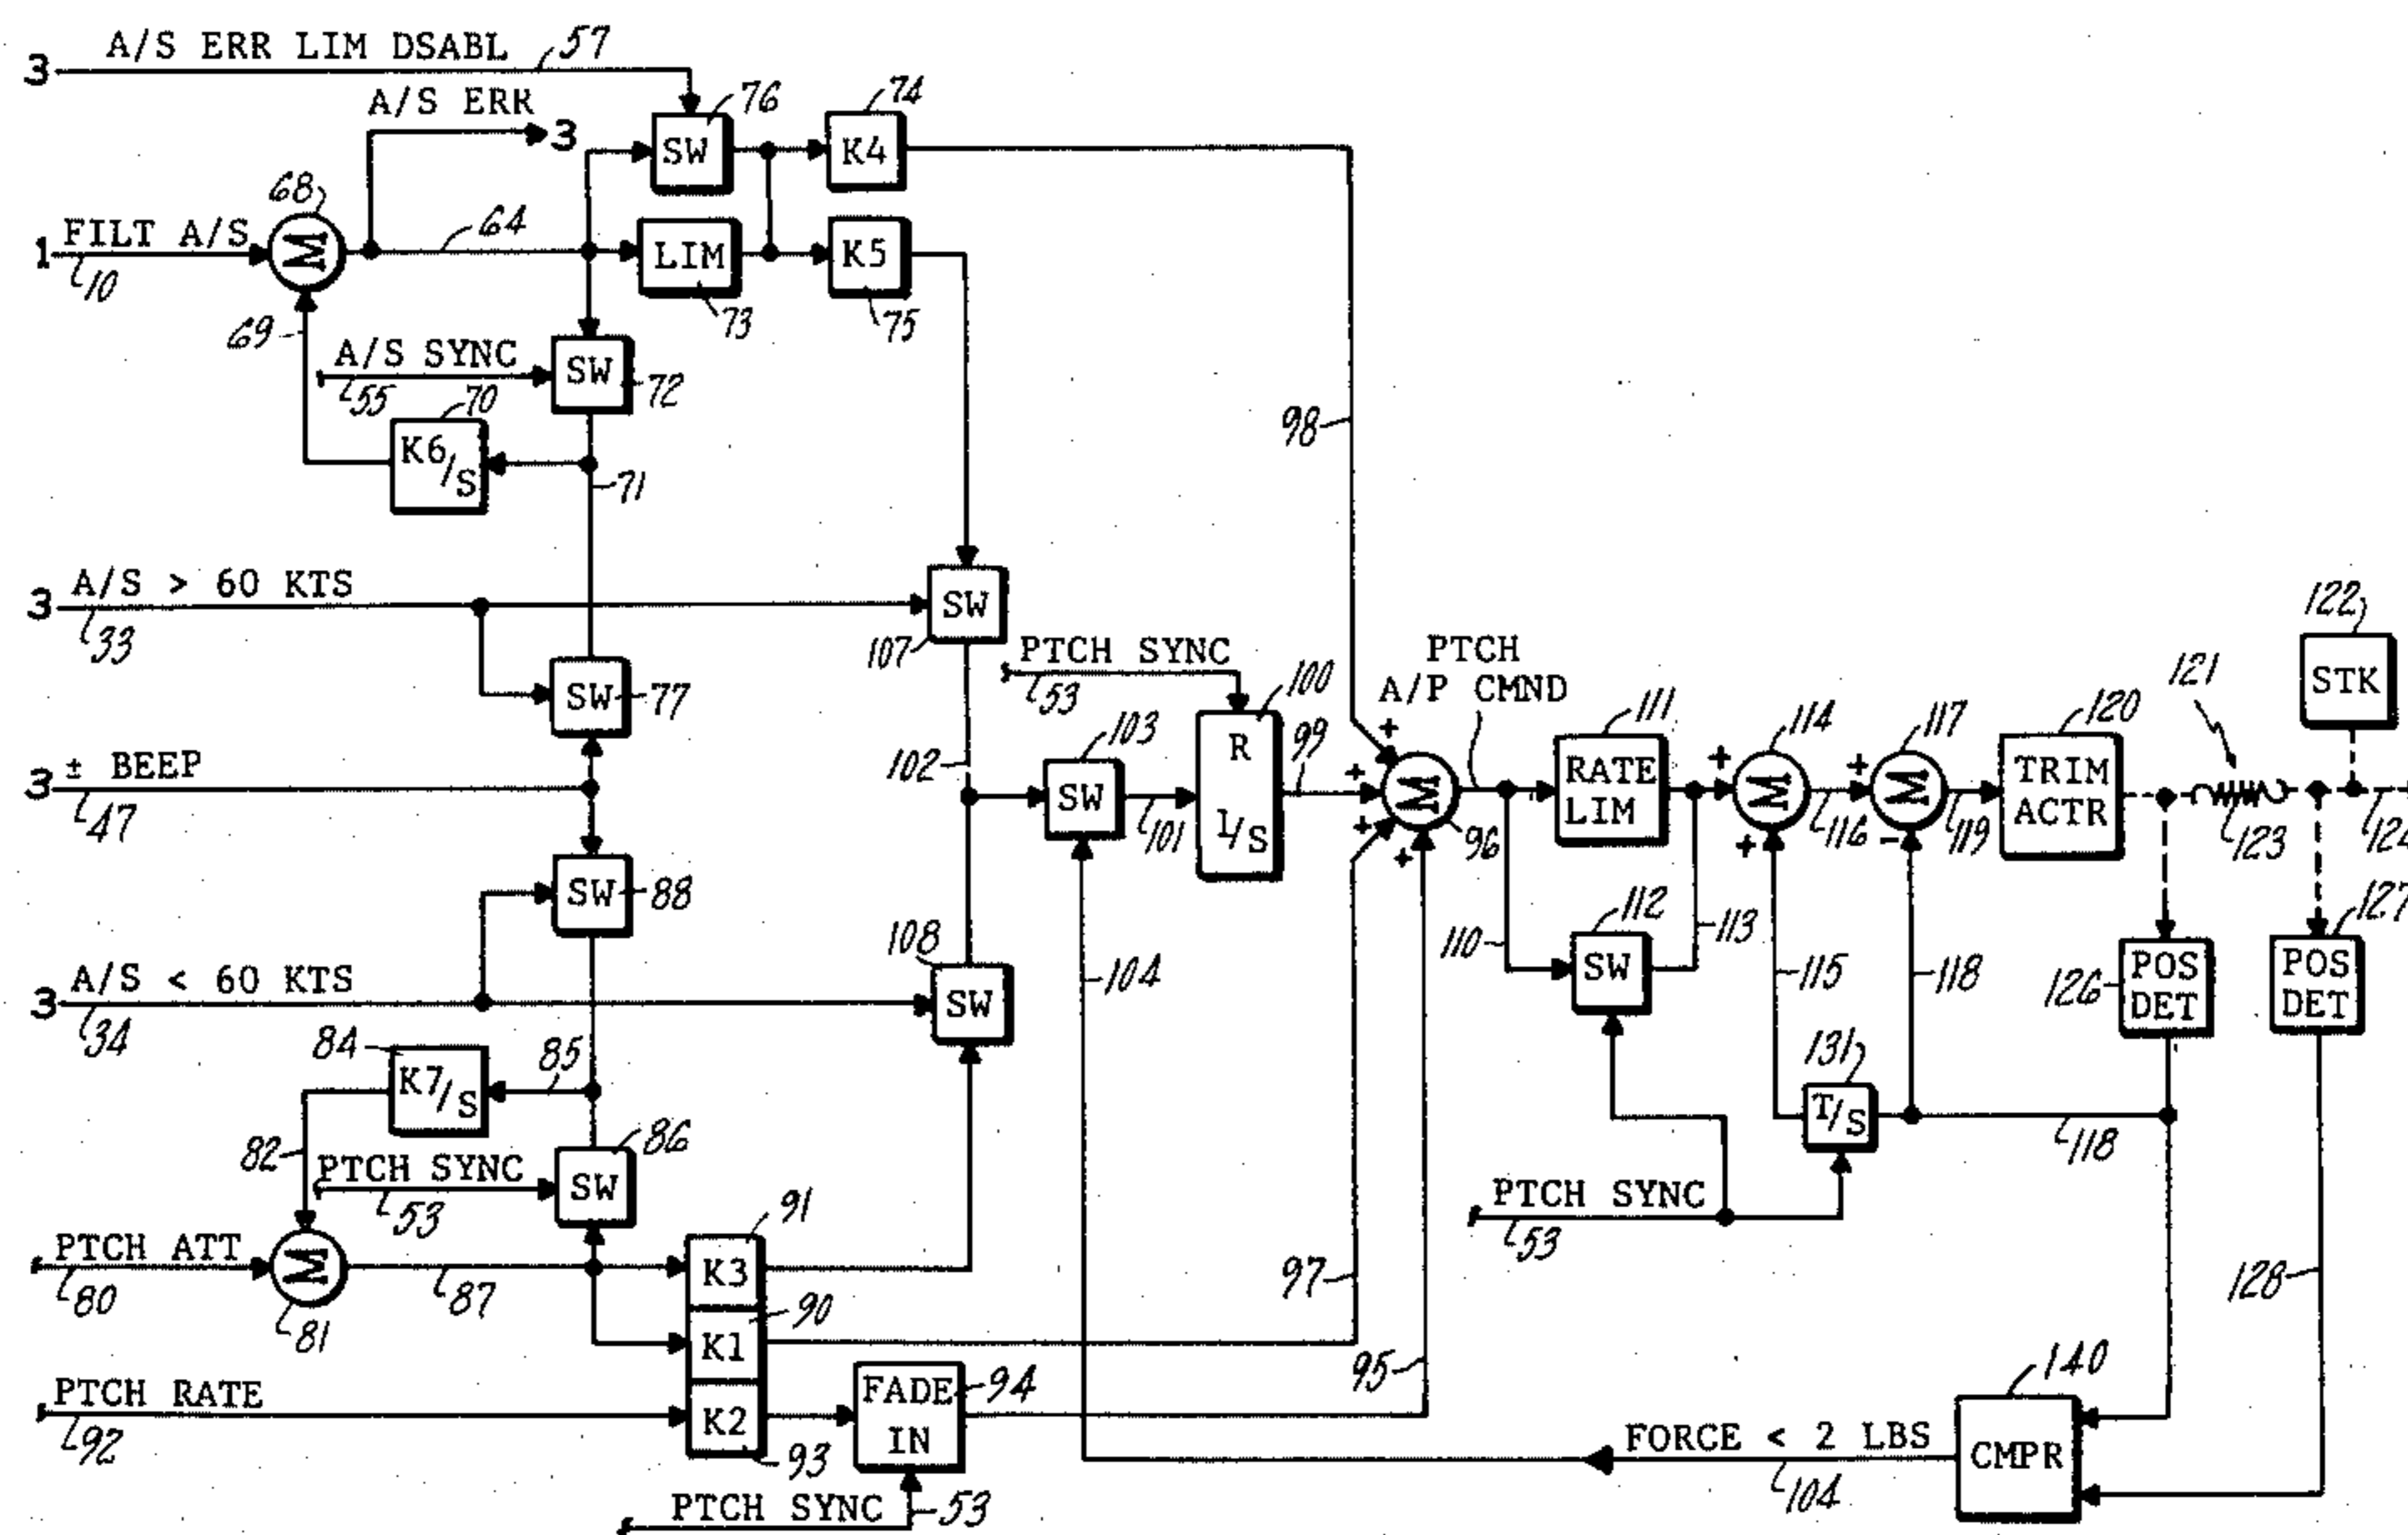 A/S ERR LIM DSABL 57
3
A/S ERR
3
76
SW
74
K4
68
Σ
1 FILT A/S
10
64
LIM
73
K5
75
69
A/S SYNC
55
SW
72
70
K6/S
71
98
3 A/S > 60 KTS
33
SW
107
SW
77
PTCH SYNC
53
100
R
1/S
99
103
SW
101
102
PTCH
A/P CMND
+
+
+
+
Σ
96
111
RATE
LIM
114
+
+
Σ
116
117
+
-
Σ
119
120
TRIM
ACTR
121
123
122
STK
124
3 ± BEEP
47
SW
88
108
SW
104
110
112
SW
113
115
118
126
POS
DET
127
POS
DET
3 A/S < 60 KTS
34
84
K7/S
85
82
PTCH SYNC
53
SW
86
131
T/S
118
PTCH SYNC
53
PTCH ATT
80
Σ
81
87
91
K3
90
K1
97
128
PTCH RATE
92
K2
93
FADE
IN
94
95
FORCE < 2 LBS
104
140
CMPR
PTCH SYNC
53